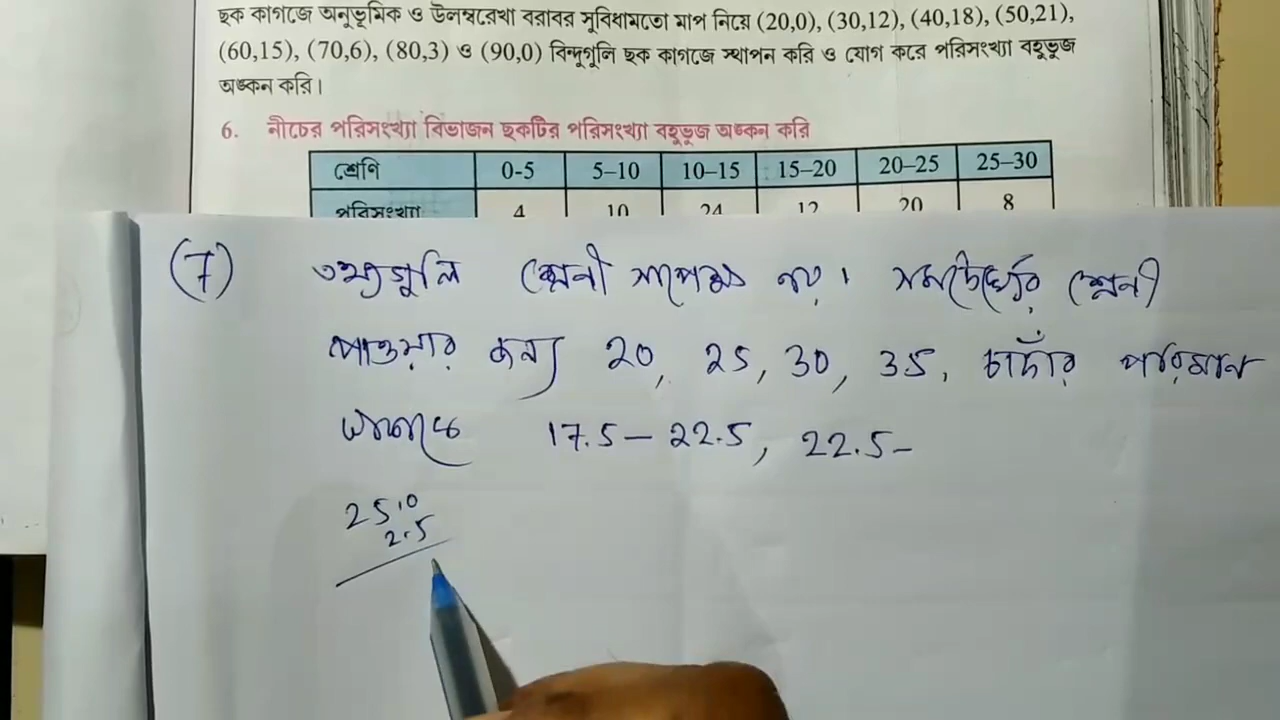 ছক কাগজে অনুভূমিক ও উলম্বরেখা বরাবর সুবিধামতো মাপ নিয়ে (20,0), (30,12), (40,18), (50,21),
(60,15), (70,6), (80,3) ও (90,0) বিন্দুগুলি ছক কাগজে স্থাপন করি ও যোগ করে পরিসংখ্যা বহুভুজ
অঙ্কন করি।
6. নীচের পরিসংখ্যা বিভাজন ছকটির পরিসংখ্যা বহুভুজ অঙ্কন করি
শ্রেণি 0-5 5–10 10–15 15–20 20–25 25–30
পরিসংখ্যা 4 10 24 12 20 8
(7) তথ্যগুলি শ্রেনী সাপেক্ষ নয়। সমদৈর্ঘ্যের শ্রেনী
পাওয়ার জন্য 20, 25, 30, 35, চাঁদার পরিমান
17.5 – 22.5, 22.5 –
25.10
2.5